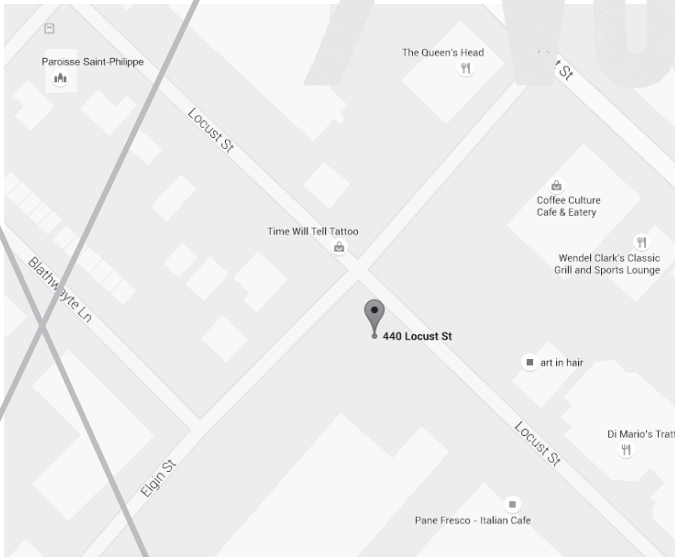 The Queen's Head
t St
Paroisse Saint-Philippe
Locust St
Coffee Culture
Cafe & Eatery
Time Will Tell Tattoo
Wendel Clark's Classic
Grill and Sports Lounge
Blathwayte Ln
440 Locust St
art in hair
Locust St
Di Mario's Tratt
Elgin St
Pane Fresco - Italian Cafe